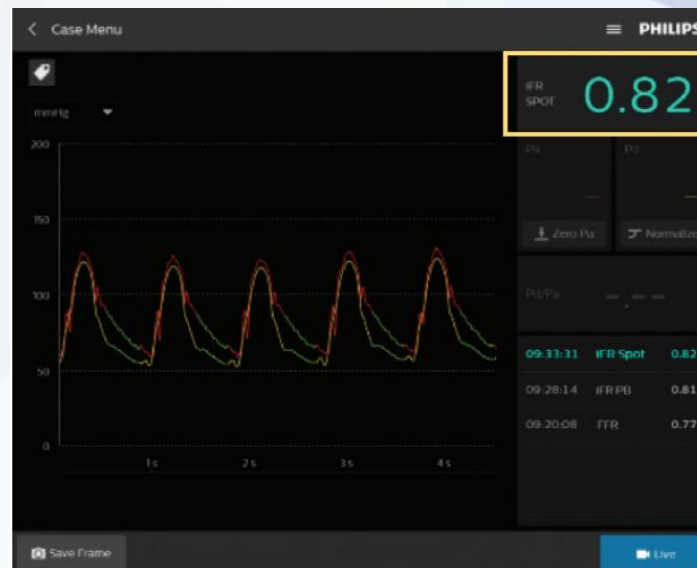 Case Menu
PHILIPS
IFR
SPOT
0.82
mmHg
200
150
100
50
0
1s
2s
3s
4s
Pa
Pd
Zero Pa
Normalize
Pd/Pa
--.--
09:33:31 iFR Spot 0.82
09:28:14 iFR PB 0.81
09:20:08 FFR 0.77
Save Frame
Live